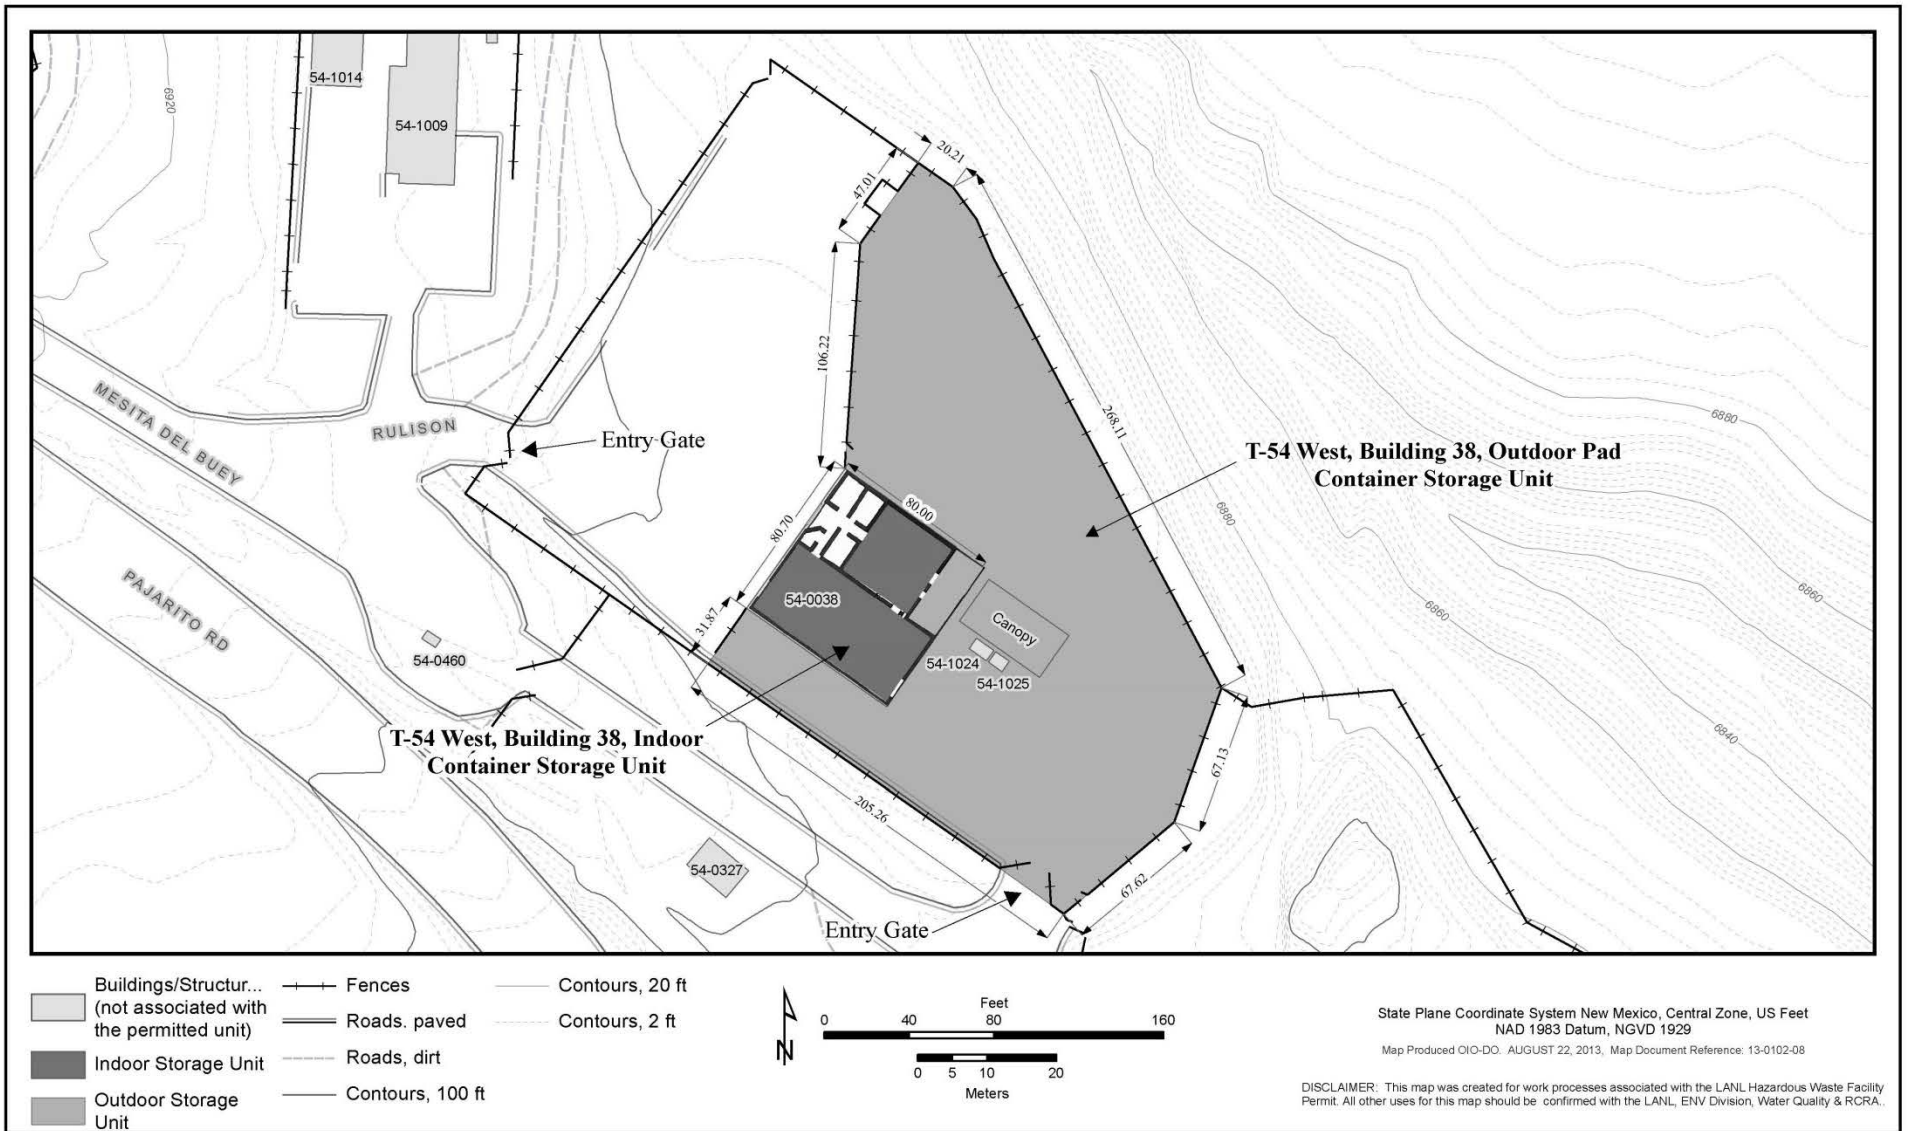 54-1014
6920
54-1009
20.21
47.01
106.22
268.11
MESITA DEL BUEY
RULISON
Entry Gate
6880
T-54 West, Building 38, Outdoor Pad
Container Storage Unit
80.00
80.70
6880
PAJARITO RD
54-0038
31.87
Canopy
6860
6860
54-0460
54-1024
54-1025
T-54 West, Building 38, Indoor
Container Storage Unit
6840
67.13
205.26
54-0327
67.62
Entry Gate
Buildings/Structur...
(not associated with
the permitted unit)
Indoor Storage Unit
Outdoor Storage
Unit
Fences
Roads. paved
Roads, dirt
Contours, 100 ft
Contours, 20 ft
Contours, 2 ft
N
Feet
0 40 80 160
0 5 10 20
Meters
State Plane Coordinate System New Mexico, Central Zone, US Feet
NAD 1983 Datum, NGVD 1929
Map Produced OIO-DO. AUGUST 22, 2013, Map Document Reference: 13-0102-08
DISCLAIMER: This map was created for work processes associated with the LANL Hazardous Waste Facility
Permit. All other uses for this map should be confirmed with the LANL, ENV Division, Water Quality & RCRA..